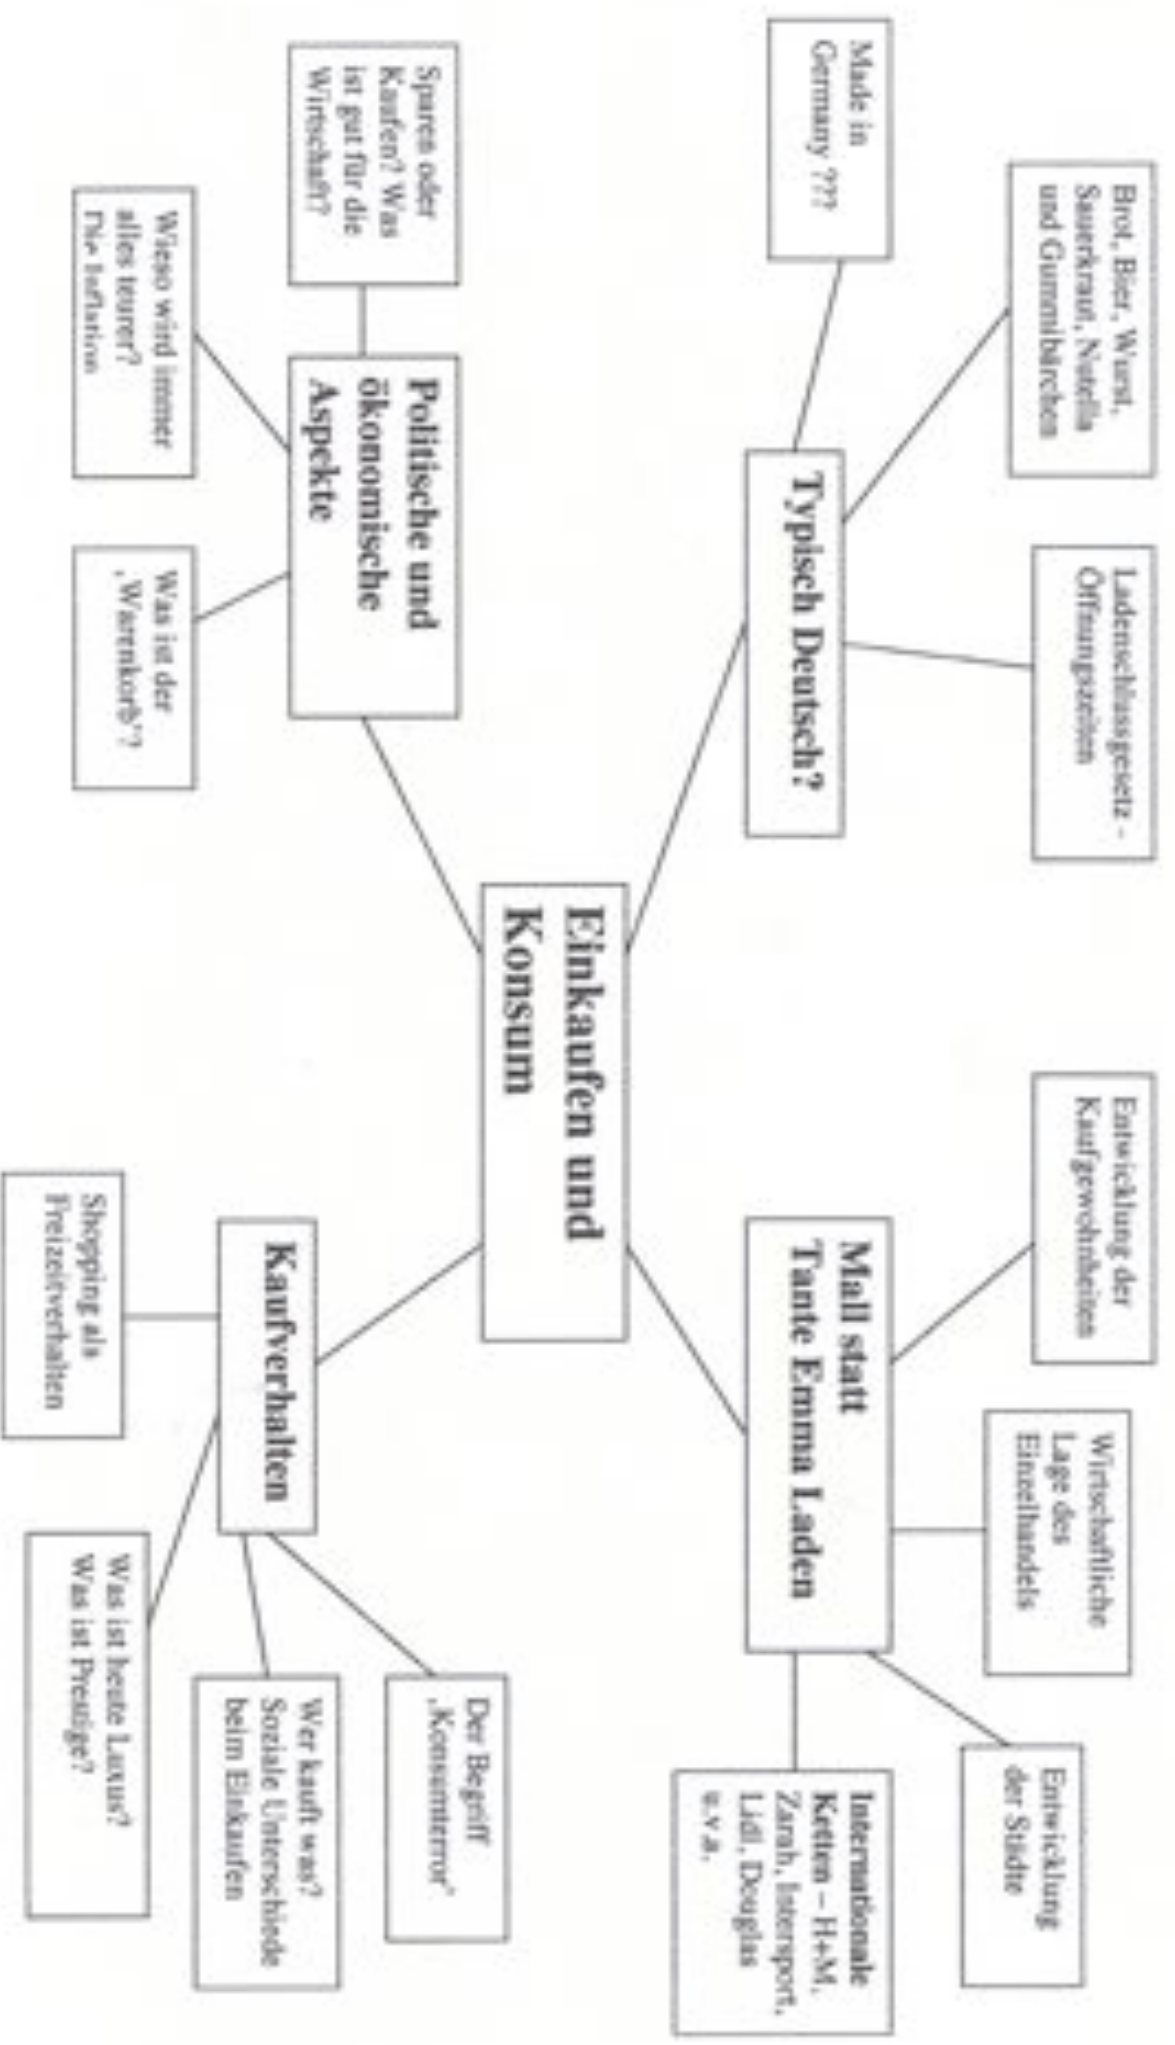 Made in
Germany ???
Brot, Bier, Wurst,
Sauerkraut, Nutella
und Gummibärchen
Ladenschlussgesetz -
Öffnungszeiten
Typisch Deutsch?
Entwicklung der
Kaufgewohnheiten
Wirtschaftliche
Lage des
Einzelhandels
Entwicklung
der Städte
Mall statt
Tante Emma Laden
Internationale
Ketten – H+M,
Zarah, Intersport,
Lidl, Douglas
u.v.a.
Einkaufen und
Konsum
Sparen oder
Kaufen? Was
ist gut für die
Wirtschaft?
Politische und
ökonomische
Aspekte
Wieso wird immer
alles teurer?
Die Inflation
Was ist der
„Warenkorb“?
Kaufverhalten
Der Begriff
„Konsumterror“
Wer kauft was?
Soziale Unterschiede
beim Einkaufen
Was ist heute Luxus?
Was ist Prestige?
Shopping als
Freizeitverhalten